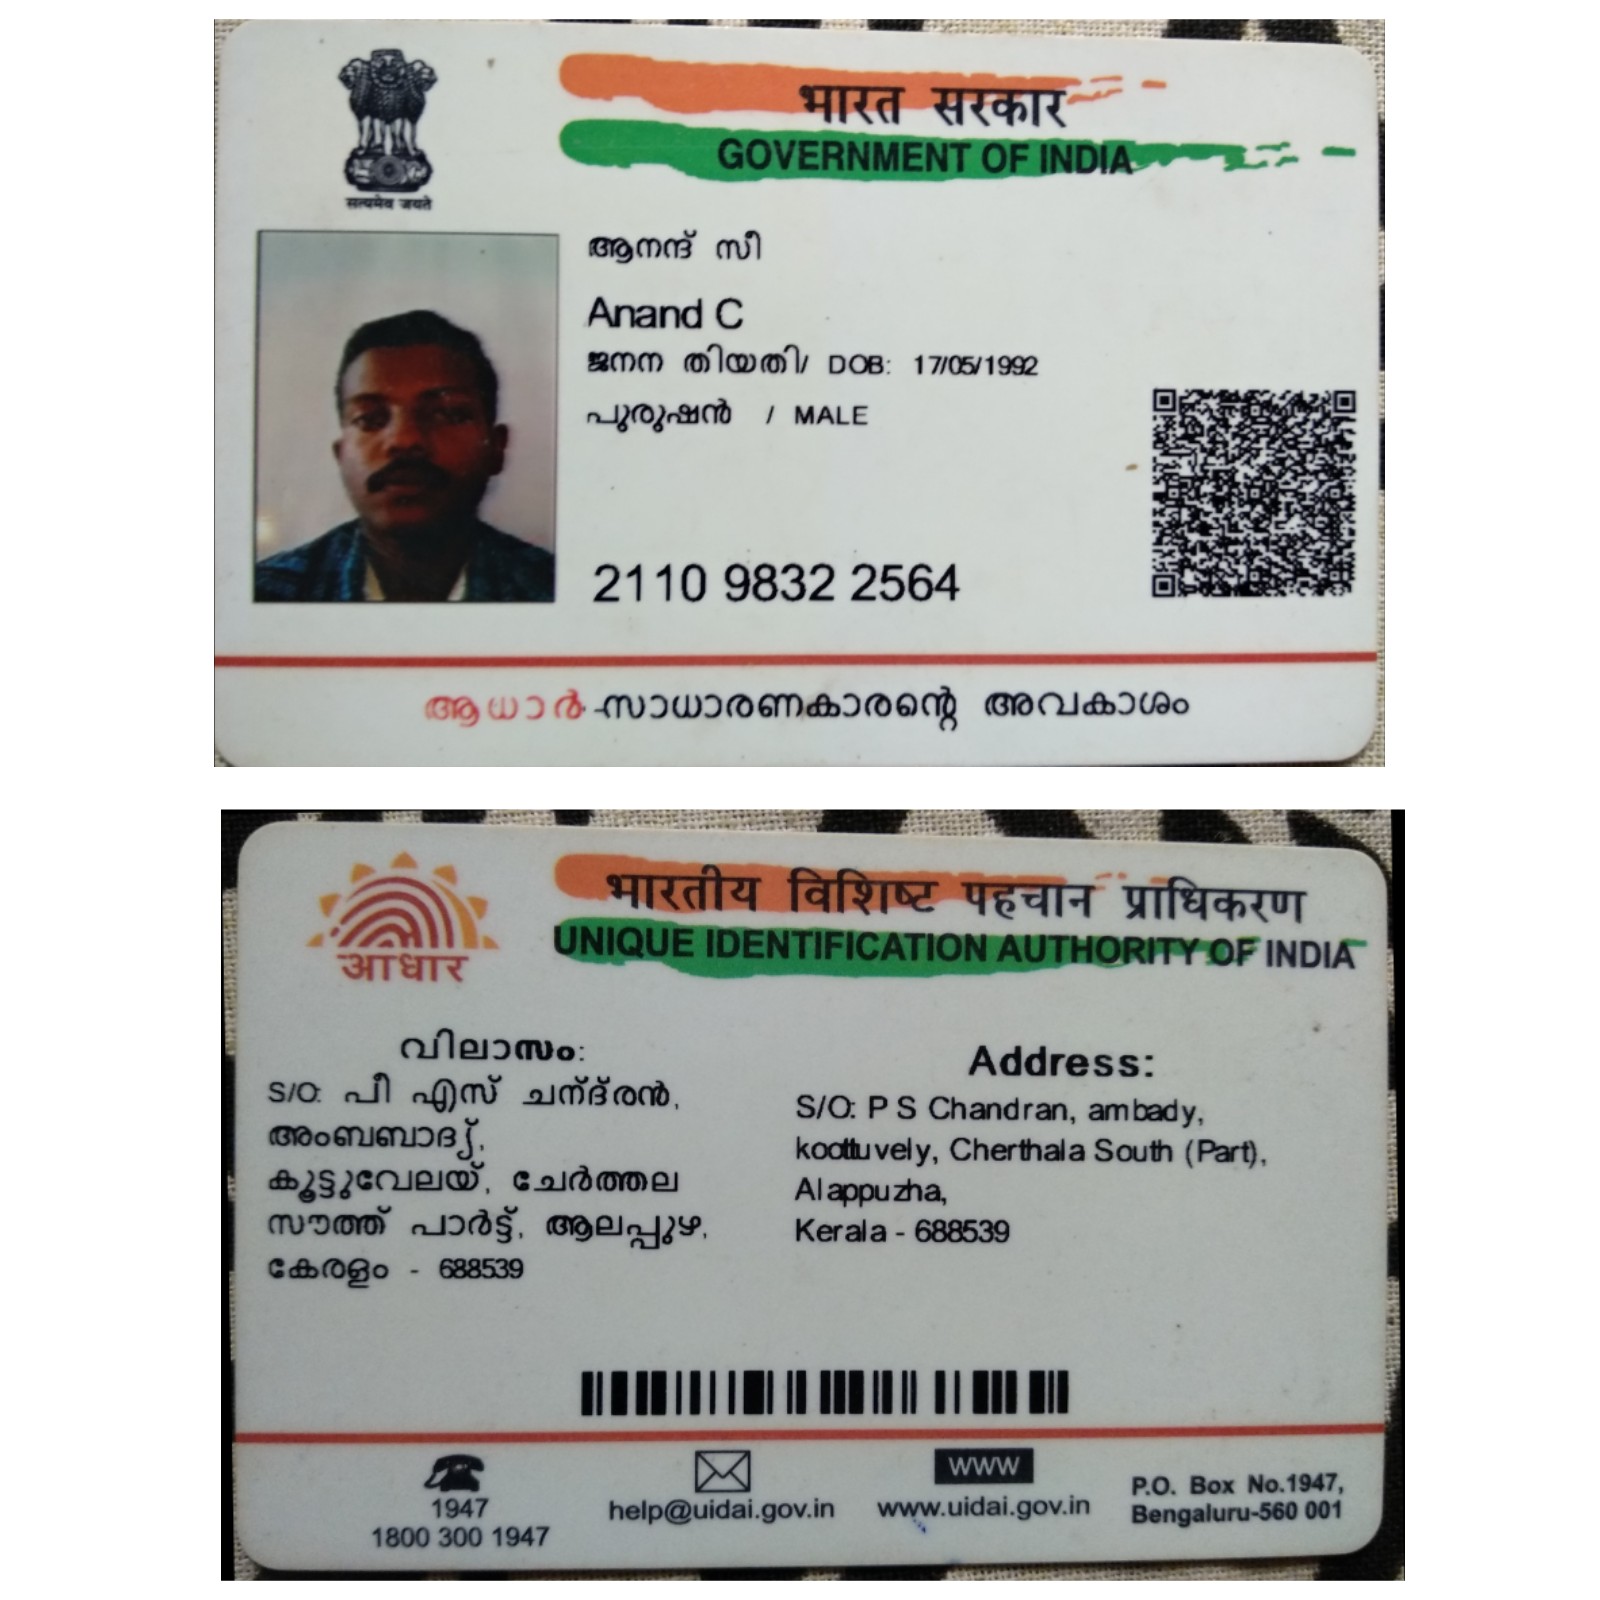 सत्यमेव जयते
भारत सरकार
GOVERNMENT OF INDIA
ആനന്ദ് സീ
Anand C
ജനന തിയതി/ DOB: 17/05/1992
പുരുഷൻ / MALE
2110 9832 2564
ആധാർ-സാധാരണകാരന്റെ അവകാശം
आधार
भारतीय विशिष्ट पहचान प्राधिकरण
UNIQUE IDENTIFICATION AUTHORITY OF INDIA
വിലാസം:
S/O: പീ എസ് ചന്ദ്രൻ,
അംബബാദ്യ്,
കൂട്ടുവേലയ്, ചേർത്തല
സൗത്ത് പാർട്ട്, ആലപ്പുഴ,
കേരളം - 688539
Address:
S/O: P S Chandran, ambady,
koottuvely, Cherthala South (Part),
Alappuzha,
Kerala - 688539
1947
1800 300 1947
help@uidai.gov.in
WWW
www.uidai.gov.in
P.O. Box No.1947,
Bengaluru-560 001